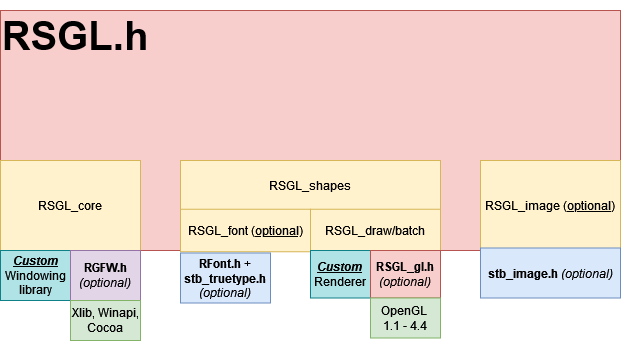 RSGL.h
RSGL_core
RSGL_shapes
RSGL_image (optional)
RSGL_font (optional)
RSGL_draw/batch
Custom
Windowing
library
RGFW.h
(optional)
RFont.h +
stb_truetype.h
(optional)
Custom
Renderer
RSGL_gl.h
(optional)
stb_image.h (optional)
Xlib, Winapi,
Cocoa
OpenGL
1.1 - 4.4